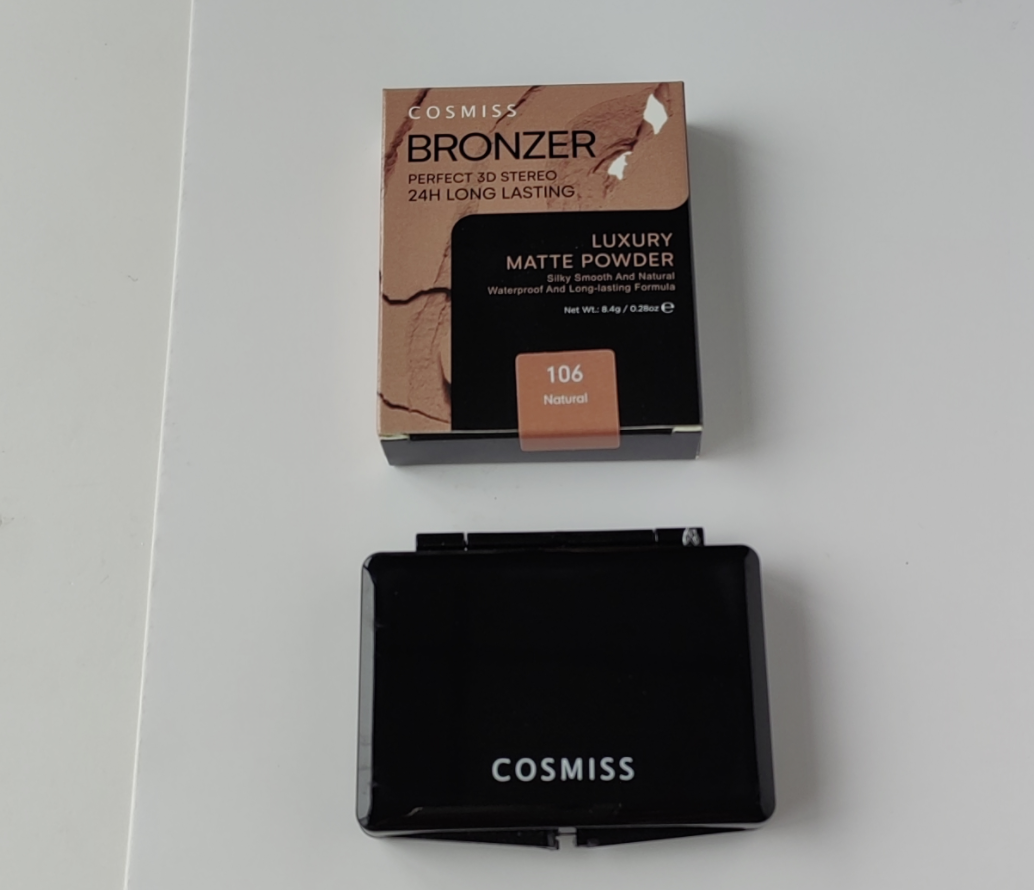 COSMISS
BRONZER
PERFECT 3D STEREO
24H LONG LASTING
LUXURY
MATTE POWDER
Silky Smooth And Natural
Waterproof And Long-lasting Formula
Net Wt.: 8.4g / 0.28oz ℮
106
Natural
COSMISS